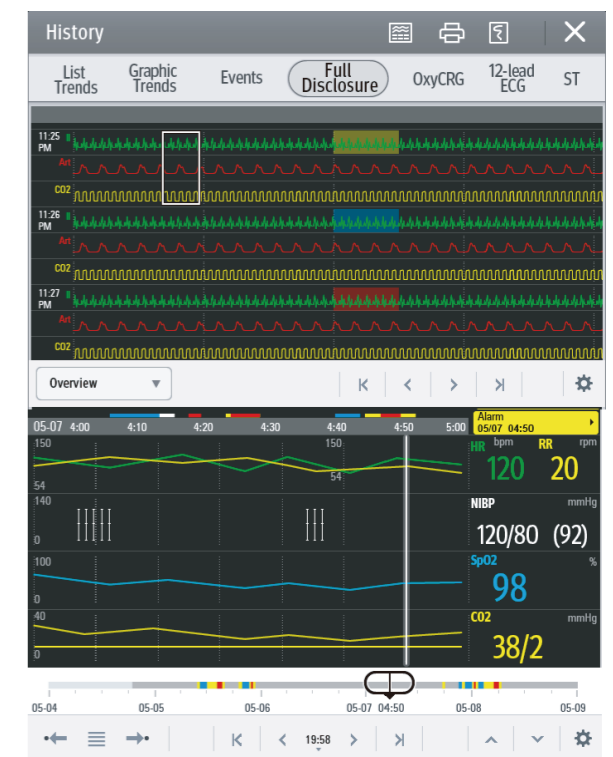 History
List Trends Graphic Trends Events Full Disclosure OxyCRG 12-lead ECG ST
11:25 PM II
Art
CO2
11:26 PM II
Art
CO2
11:27 PM II
Art
CO2
Overview
05-07 4:00 4:10 4:20 4:30 4:40 4:50 5:00
Alarm
05/07 04:50
150 150
54 54
HR bpm RR rpm
120 20
140
0
NIBP mmHg
120/80 (92)
100
0
SpO2 %
98
40
0
CO2 mmHg
38/2
05-04 05-05 05-06 05-07 04:50 05-08 05-09
19:58